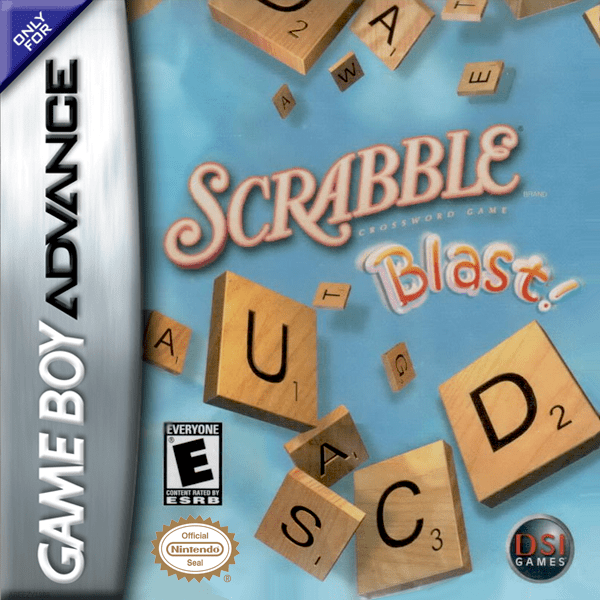 ONLY
FOR
GAME BOY ADVANCE
U
2
A
E
W
A
SCRABBLE
BRAND
CROSSWORD GAME
Blast!
T
A
1
U
1
G
D
2
A
1
S
1
C
3
EVERYONE
E
®
CONTENT RATED BY
ESRB
Official
Nintendo
Seal
®
DSI
GAMES